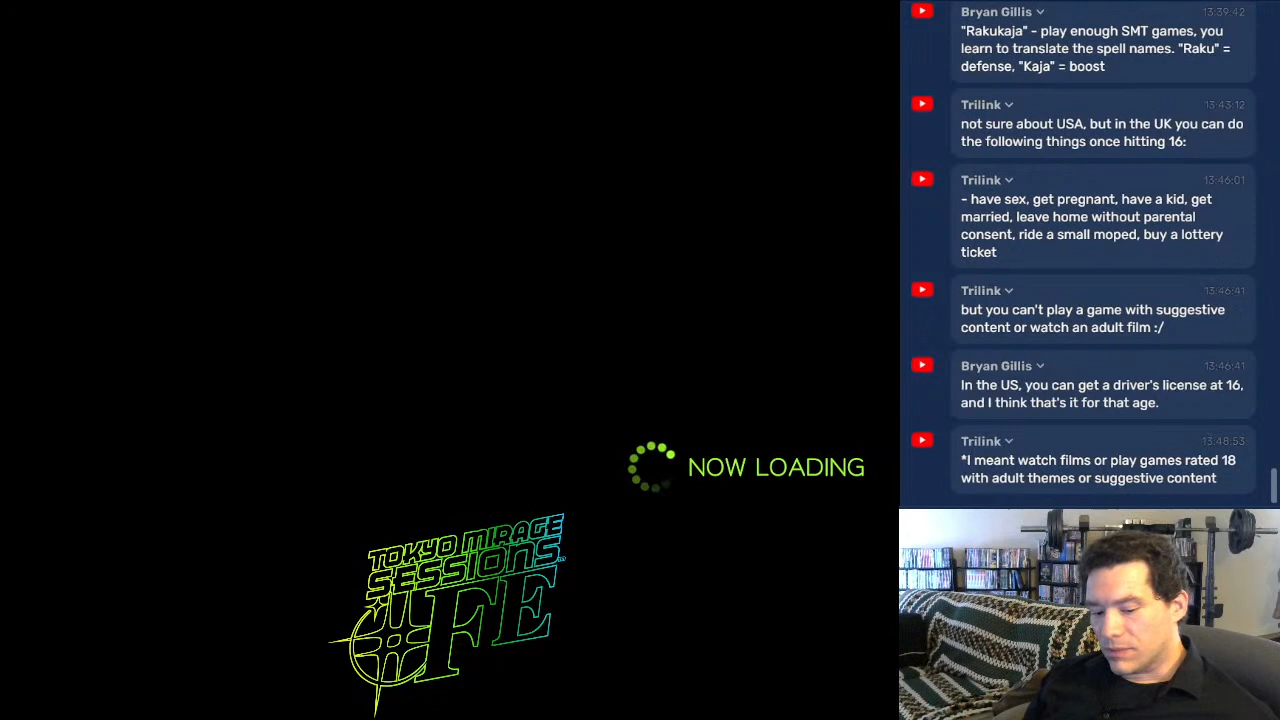 Bryan Gillis
13:39:42
"Rakukaja" - play enough SMT games, you
learn to translate the spell names. "Raku" =
defense, "Kaja" = boost
Trilink
13:43:12
not sure about USA, but in the UK you can do
the following things once hitting 16:
Trilink
13:46:01
- have sex, get pregnant, have a kid, get
married, leave home without parental
consent, ride a small moped, buy a lottery
ticket
Trilink
13:46:41
but you can't play a game with suggestive
content or watch an adult film :/
Bryan Gillis
13:46:41
In the US, you can get a driver's license at 16,
and I think that's it for that age.
Trilink
13:48:53
*I meant watch films or play games rated 18
with adult themes or suggestive content
NOW LOADING
TOKYO MIRAGE
SESSIONS
#FE